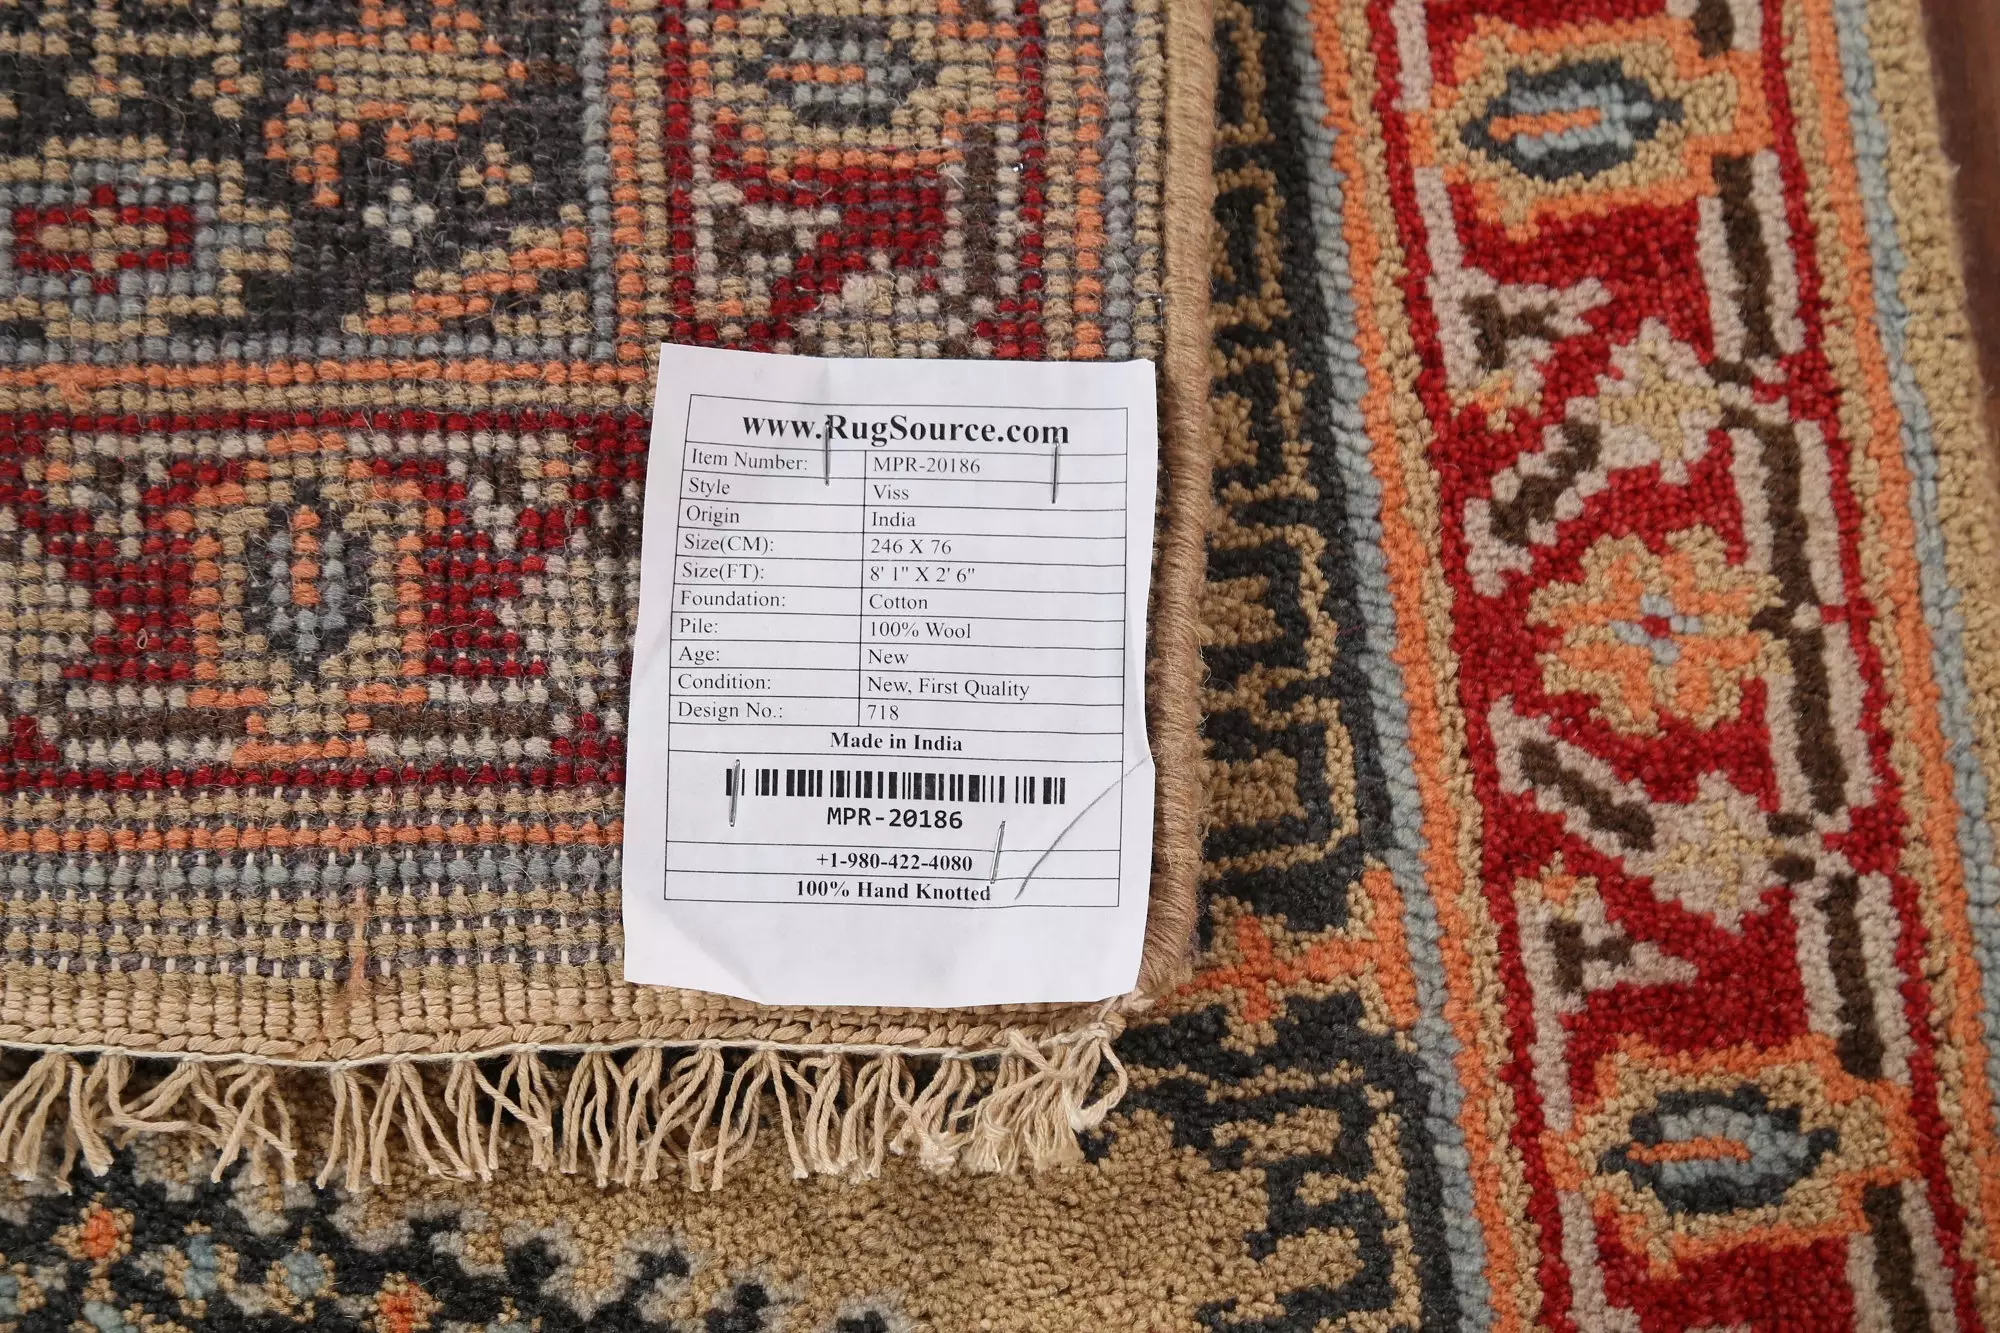 www.RugSource.com
Item Number: MPR-20186
Style Viss
Origin India
Size(CM): 246 X 76
Size(FT): 8' 1" X 2' 6"
Foundation: Cotton
Pile: 100% Wool
Age: New
Condition: New, First Quality
Design No.: 718
Made in India
MPR-20186
+1-980-422-4080
100% Hand Knotted